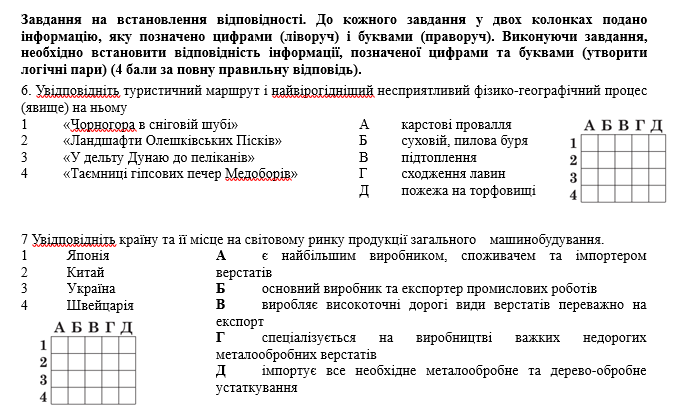 Завдання на встановлення відповідності. До кожного завдання у двох колонках подано
інформацію, яку позначено цифрами (ліворуч) і буквами (праворуч). Виконуючи завдання,
необхідно встановити відповідність інформації, позначеної цифрами та буквами (утворити
логічні пари) (4 бали за повну правильну відповідь).
6. Увідповідніть туристичний маршрут і найвірогідніший несприятливий фізико-географічний процес
(явище) на ньому
1 «Чорногора в сніговій шубі» А карстові провалля
2 «Ландшафти Олешківських Пісків» Б суховій, пилова буря
3 «У дельту Дунаю до пеліканів» В підтоплення
4 «Таємниці гіпсових печер Медоборів» Г сходження лавин
Д пожежа на торфовищі
А Б В Г Д
1
2
3
4
7 Увідповідніть країну та її місце на світовому ринку продукції загального машинобудування.
1 Японія
2 Китай
3 Україна
4 Швейцарія
А є найбільшим виробником, споживачем та імпортером
верстатів
Б основний виробник та експортер промислових роботів
В виробляє високоточні дорогі види верстатів переважно на
експорт
Г спеціалізується на виробництві важких недорогих
металообробних верстатів
Д імпортує все необхідне металообробне та дерево-обробне
устаткування
А Б В Г Д
1
2
3
4